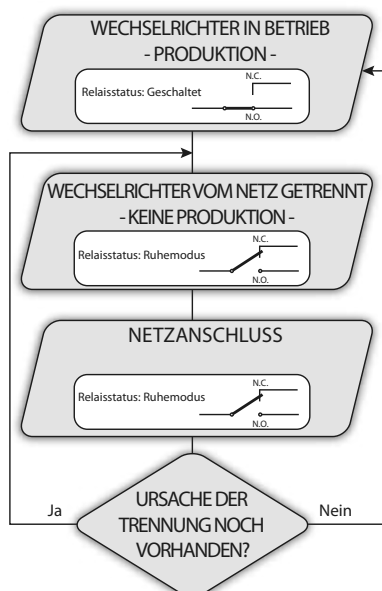 WECHSELRICHTER IN BETRIEB
- PRODUKTION -
N.C.
Relaisstatus: Geschaltet
N.O.
WECHSELRICHTER VOM NETZ GETRENNT
- KEINE PRODUKTION -
N.C.
Relaisstatus: Ruhemodus
N.O.
NETZANSCHLUSS
N.C.
Relaisstatus: Ruhemodus
N.O.
Ja
URSACHE DER
TRENNUNG NOCH
VORHANDEN?
Nein